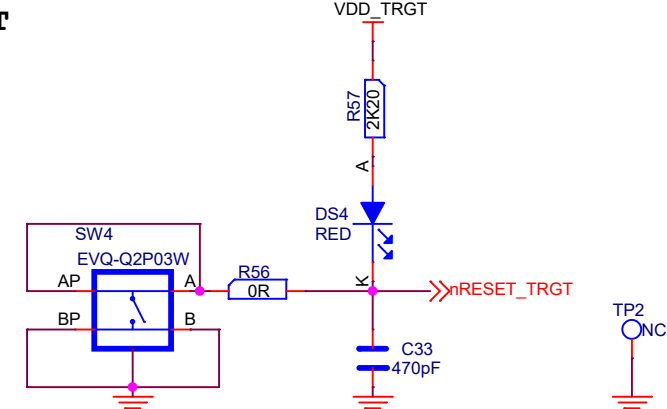 T
VDD_TRGT
R57
2K20
A
DS4
RED
SW4
EVQ-Q2P03W
AP
A
R56
0R
K
nRESET_TRGT
BP
B
TP2
NC
C33
470pF